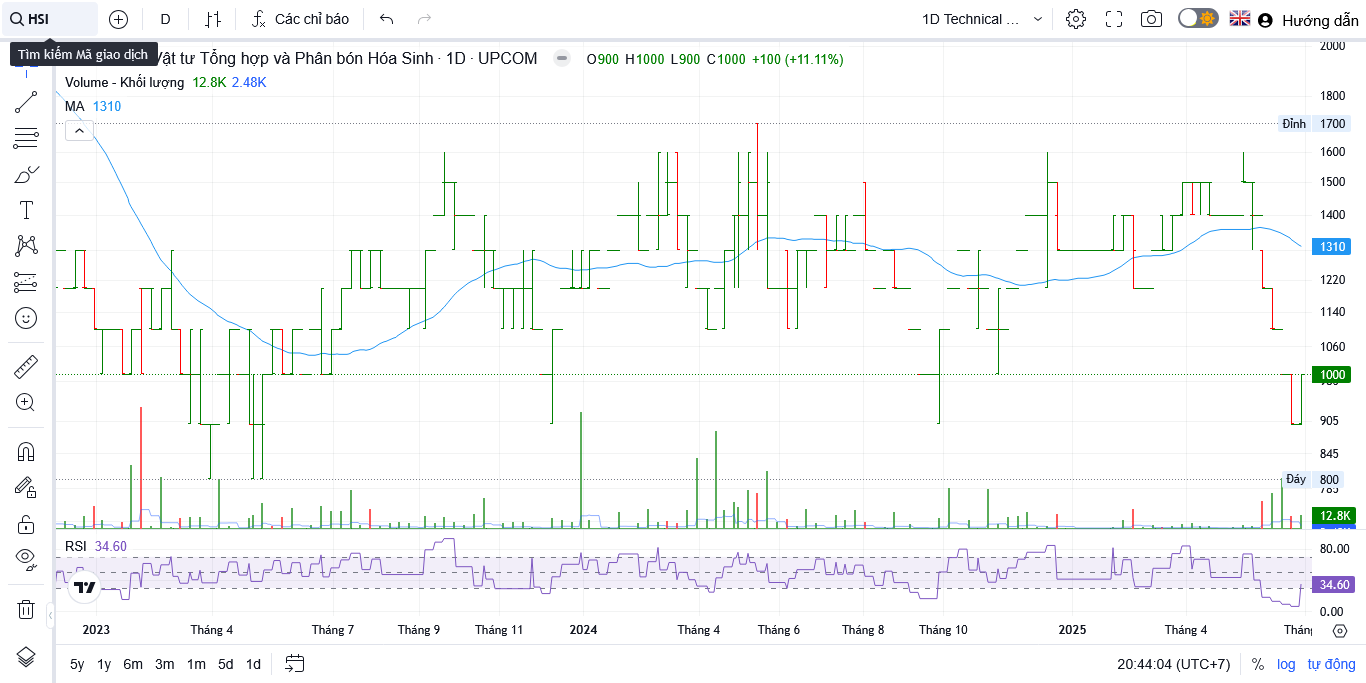 HSI D Các chỉ báo 1D Technical ... Hướng dẫn
Tìm kiếm Mã giao dịch
Vật tư Tổng hợp và Phân bón Hóa Sinh · 1D · UPCOM O900 H1000 L900 C1000 +100 (+11.11%)
Volume - Khối lượng 12.8K 2.48K
MA 1310
2000
1800
Đỉnh 1700
1600
1500
1400
1310
1220
1140
1060
1000
905
845
Đáy 800
785
12.8K
RSI 34.60
80.00
34.60
0.00
2023 Tháng 4 Tháng 7 Tháng 9 Tháng 11 2024 Tháng 4 Tháng 6 Tháng 8 Tháng 10 2025 Tháng 4 Tháng
5y 1y 6m 3m 1m 5d 1d 20:44:04 (UTC+7) % log tự động